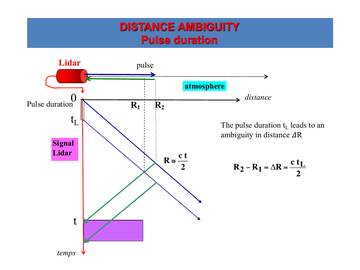 DISTANCE AMBIGUITY
Pulse duration
Lidar
pulse
atmosphere
0
distance
Pulse duration
R1
R2
tL
The pulse duration tL leads to an
ambiguity in distance ΔR
Signal
Lidar
R = c t / 2
R2 – R1 = ΔR = c tL / 2
t
temps